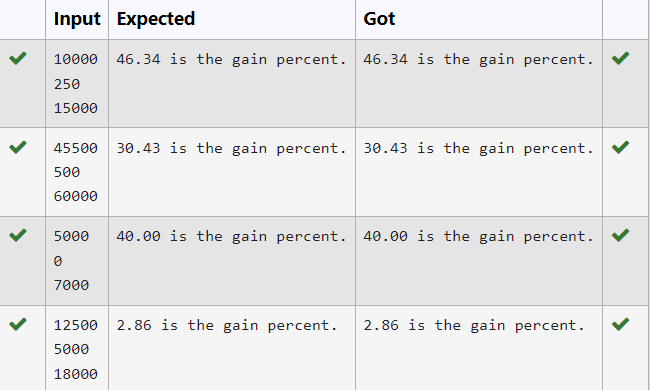 Input Expected Got
10000 46.34 is the gain percent. 46.34 is the gain percent.
250
15000
45500 30.43 is the gain percent. 30.43 is the gain percent.
500
60000
5000 40.00 is the gain percent. 40.00 is the gain percent.
0
7000
12500 2.86 is the gain percent. 2.86 is the gain percent.
5000
18000